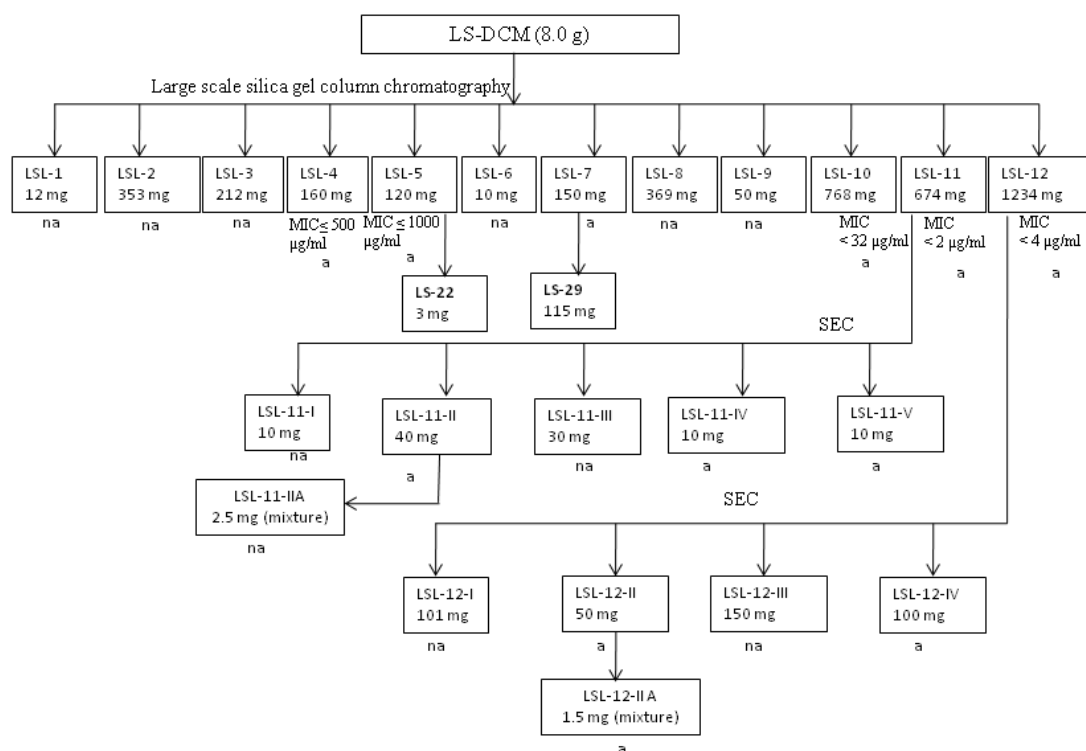 LS-DCM (8.0 g)
Large scale silica gel column chromatography
LSL-1
12 mg
na
LSL-2
353 mg
na
LSL-3
212 mg
na
LSL-4
160 mg
MIC ≤ 500
μg/ml
a
LSL-5
120 mg
MIC ≤ 1000
μg/ml
a
LSL-6
10 mg
na
LSL-7
150 mg
a
LSL-8
369 mg
na
LSL-9
50 mg
na
LSL-10
768 mg
MIC
< 32 μg/ml
a
LSL-11
674 mg
MIC
< 2 μg/ml
a
LSL-12
1234 mg
MIC
< 4 μg/ml
a
LS-22
3 mg
LS-29
115 mg
SEC
LSL-11-I
10 mg
na
LSL-11-II
40 mg
a
LSL-11-III
30 mg
na
LSL-11-IV
10 mg
a
LSL-11-V
10 mg
a
LSL-11-IIA
2.5 mg (mixture)
na
SEC
LSL-12-I
101 mg
na
LSL-12-II
50 mg
a
LSL-12-III
150 mg
na
LSL-12-IV
100 mg
a
LSL-12-II A
1.5 mg (mixture)
a